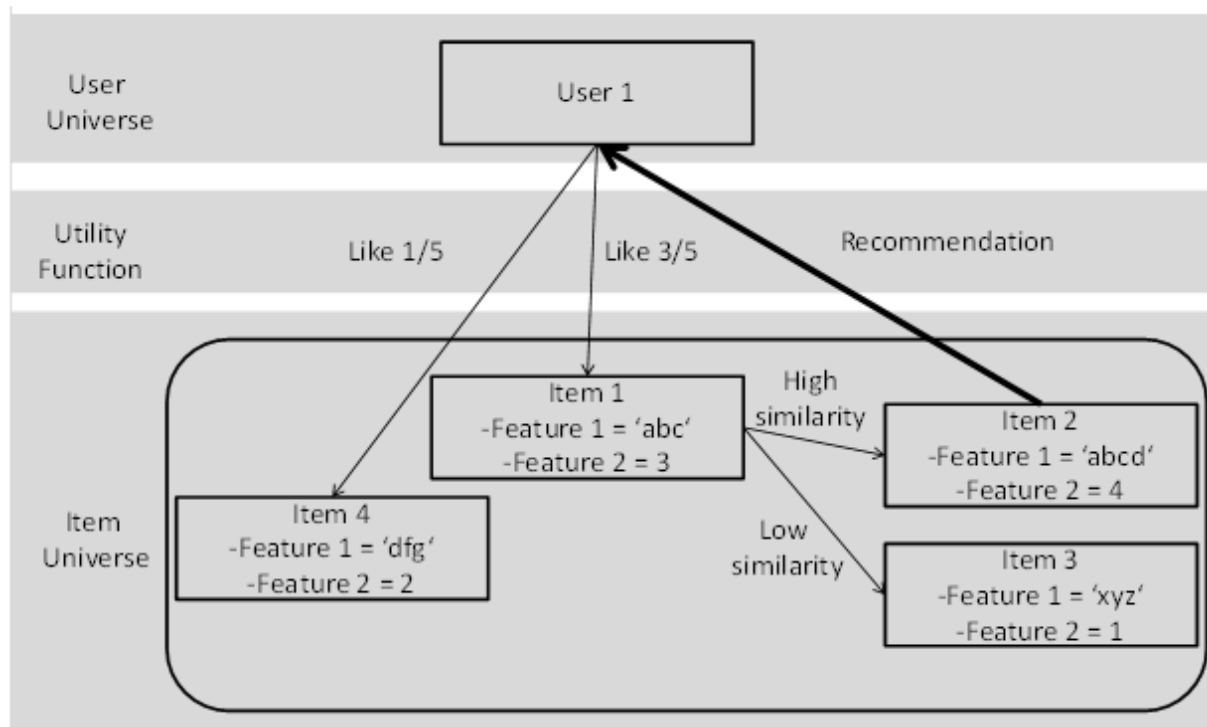 User
Universe
User 1
Utility
Function
Like 1/5
Like 3/5
Recommendation
Item
Universe
Item 1
-Feature 1 = ‘abc‘
-Feature 2 = 3
High
similarity
Item 2
-Feature 1 = ‘abcd‘
-Feature 2 = 4
Item 4
-Feature 1 = ‘dfg‘
-Feature 2 = 2
Low
similarity
Item 3
-Feature 1 = ‘xyz‘
-Feature 2 = 1